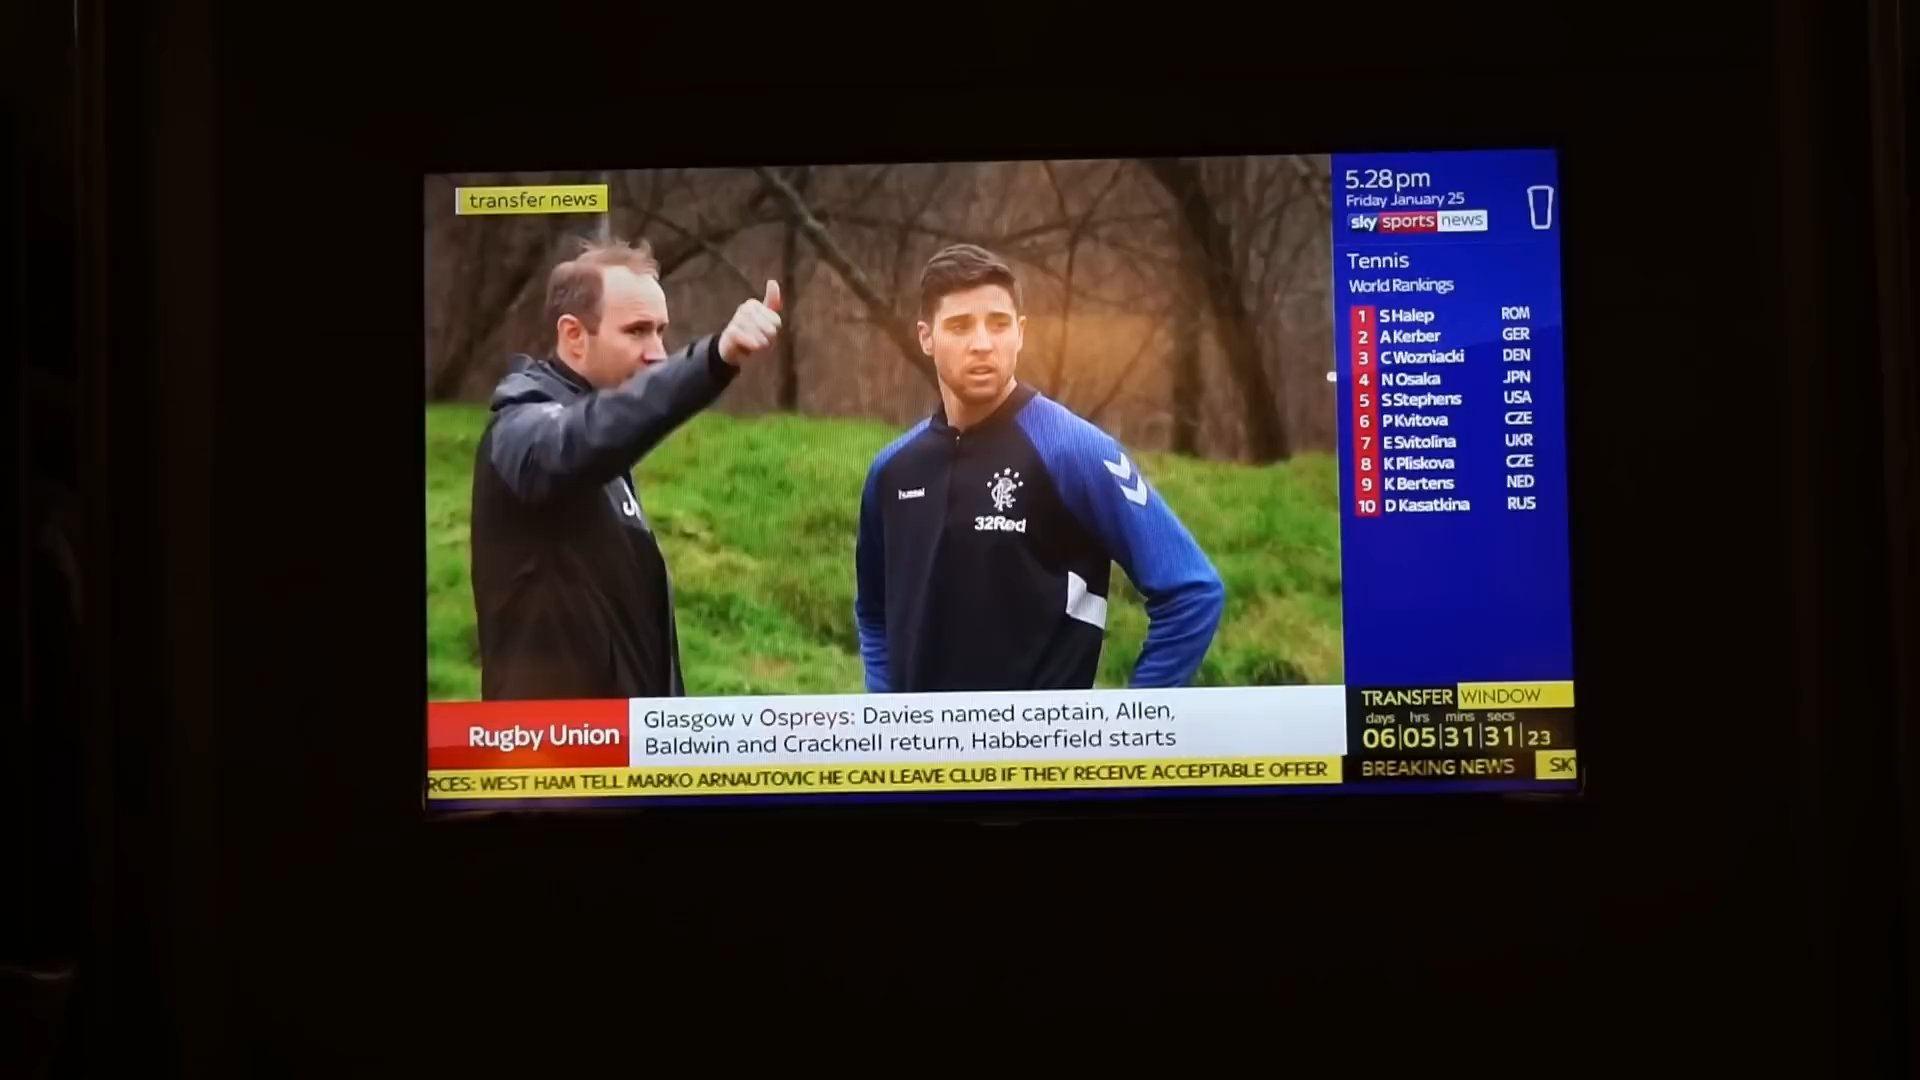 transfer news
hummel
32Red
5.28pm
Friday January 25
sky sports news
Tennis
World Rankings
1 S Halep ROM
2 A Kerber GER
3 C Wozniacki DEN
4 N Osaka JPN
5 S Stephens USA
6 P Kvitova CZE
7 E Svitolina UKR
8 K Pliskova CZE
9 K Bertens NED
10 D Kasatkina RUS
Rugby Union
Glasgow v Ospreys: Davies named captain, Allen,
Baldwin and Cracknell return, Habberfield starts
TRANSFER WINDOW
days hrs mins secs
06|05|31|31|23
RCES: WEST HAM TELL MARKO ARNAUTOVIC HE CAN LEAVE CLUB IF THEY RECEIVE ACCEPTABLE OFFER
BREAKING NEWS SK